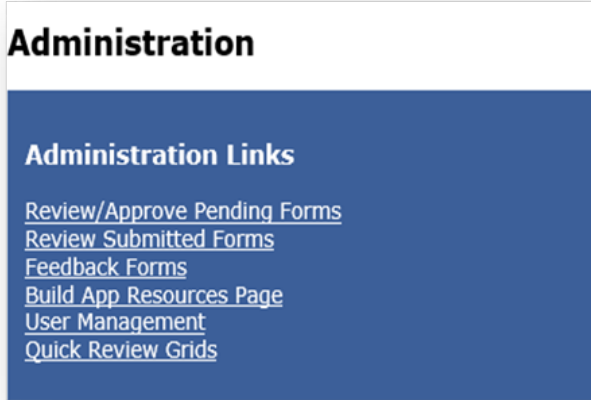 Administration
Administration Links
Review/Approve Pending Forms
Review Submitted Forms
Feedback Forms
Build App Resources Page
User Management
Quick Review Grids